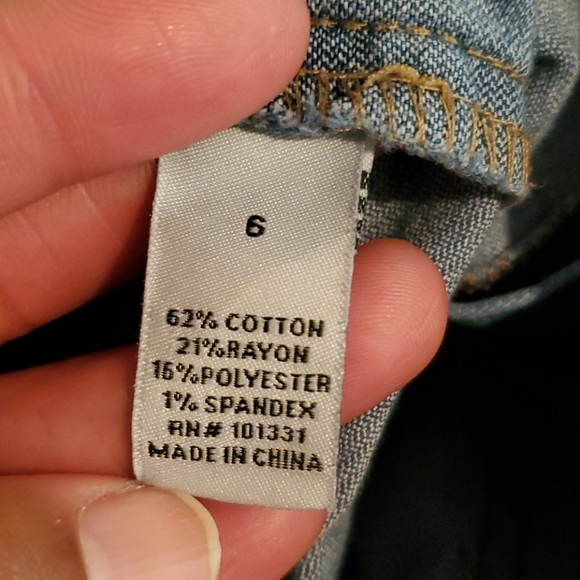 6
62% COTTON
21%RAYON
16%POLYESTER
1% SPANDEX
RN# 101331
MADE IN CHINA